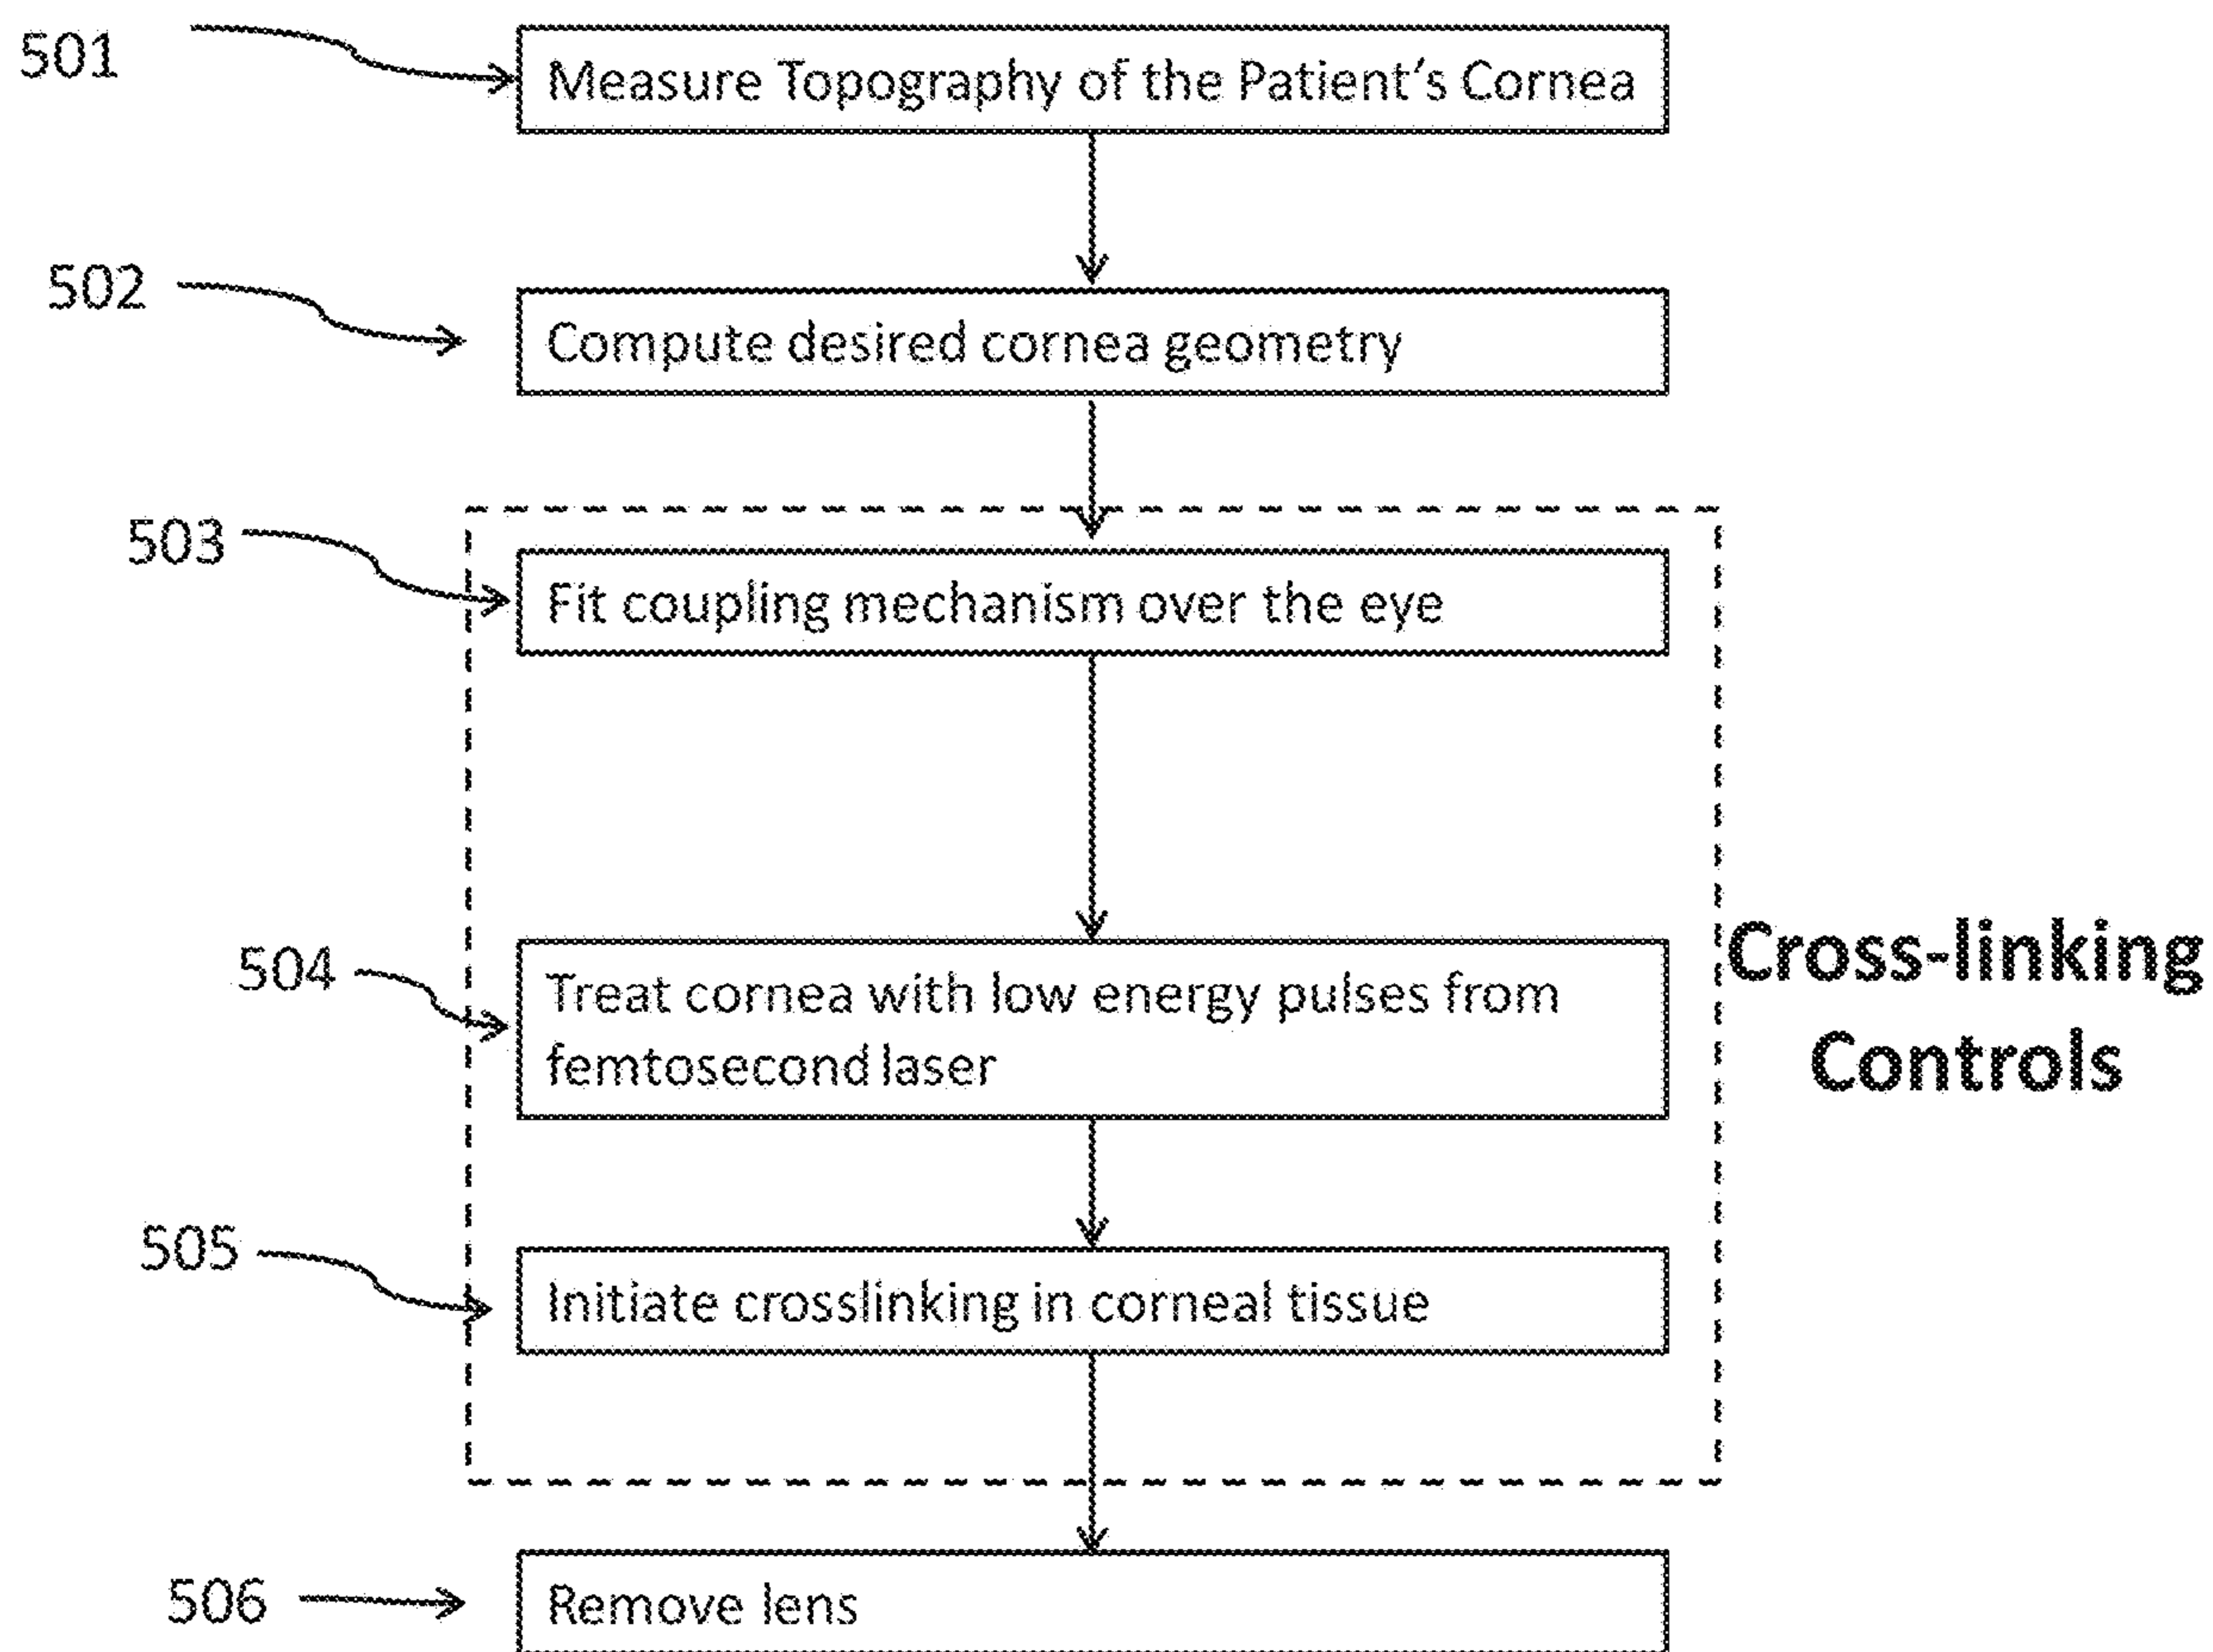 501
Measure Topography of the Patient's Cornea
502
Compute desired cornea geometry
503
Fit coupling mechanism over the eye
504
Treat cornea with low energy pulses from
femtosecond laser
Cross-linking
Controls
505
Initiate crosslinking in corneal tissue
506
Remove lens